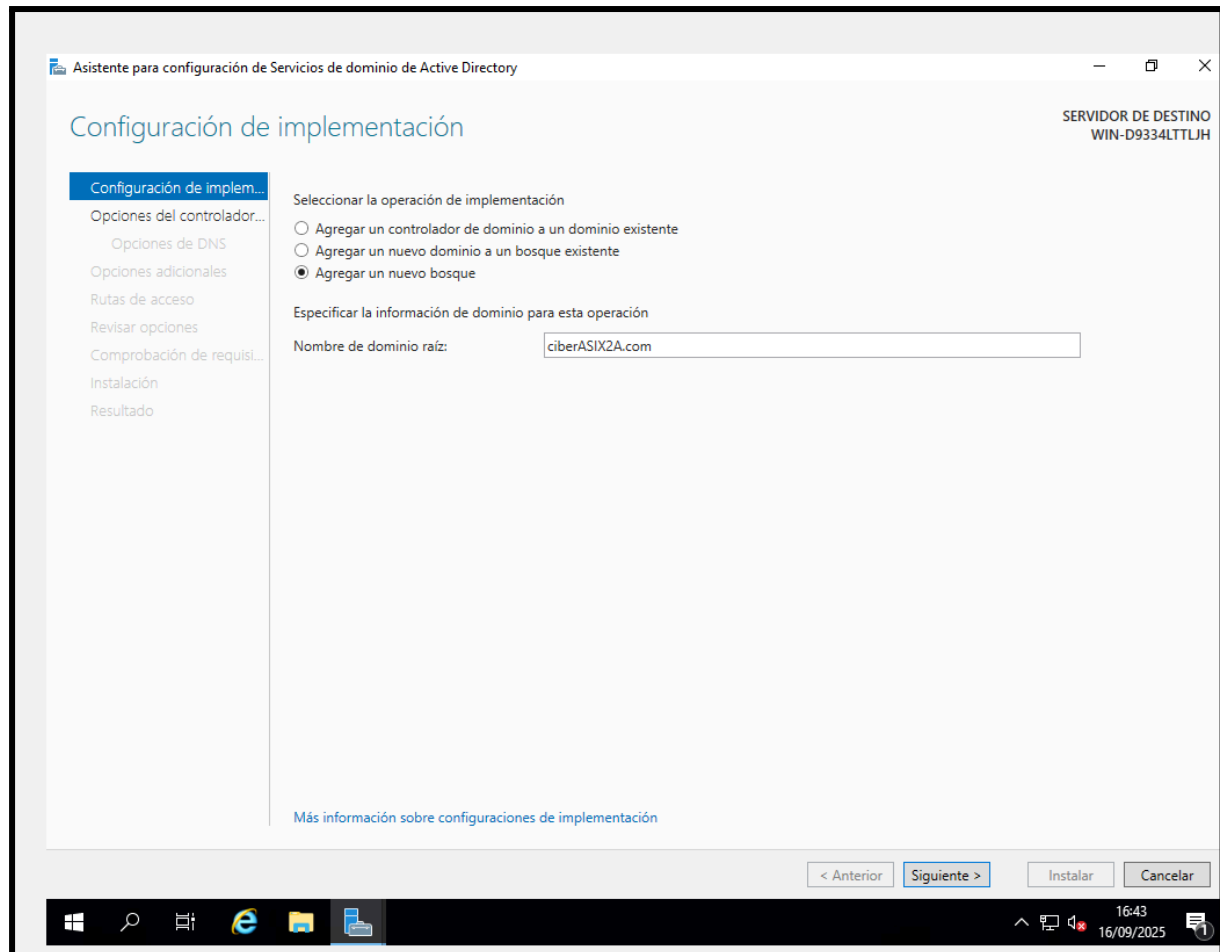 Asistente para configuración de Servicios de dominio de Active Directory
Configuración de implementación
SERVIDOR DE DESTINO
WIN-D9334LTTLJH
Configuración de implem...
Opciones del controlador...
Opciones de DNS
Opciones adicionales
Rutas de acceso
Revisar opciones
Comprobación de requisi...
Instalación
Resultado
Seleccionar la operación de implementación
Agregar un controlador de dominio a un dominio existente
Agregar un nuevo dominio a un bosque existente
Agregar un nuevo bosque
Especificar la información de dominio para esta operación
Nombre de dominio raíz: ciberASIX2A.com
Más información sobre configuraciones de implementación
< Anterior Siguiente > Instalar Cancelar
16:43
16/09/2025
1